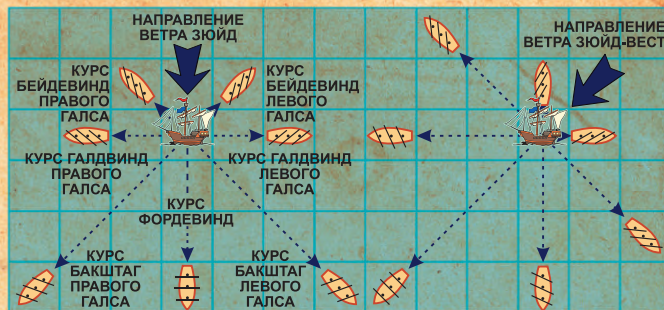 НАПРАВЛЕНИЕ
ВЕТРА ЗЮЙД
НАПРАВЛЕНИЕ
ВЕТРА ЗЮЙД-ВЕСТ
КУРС
БЕЙДЕВИНД
ПРАВОГО
ГАЛСА
КУРС
БЕЙДЕВИНД
ЛЕВОГО
ГАЛСА
КУРС ГАЛДВИНД
ПРАВОГО
ГАЛСА
КУРС ГАЛДВИНД
ЛЕВОГО
ГАЛСА
КУРС
ФОРДЕВИНД
КУРС
БАКШТАГ
ПРАВОГО
ГАЛСА
КУРС
БАКШТАГ
ЛЕВОГО
ГАЛСА